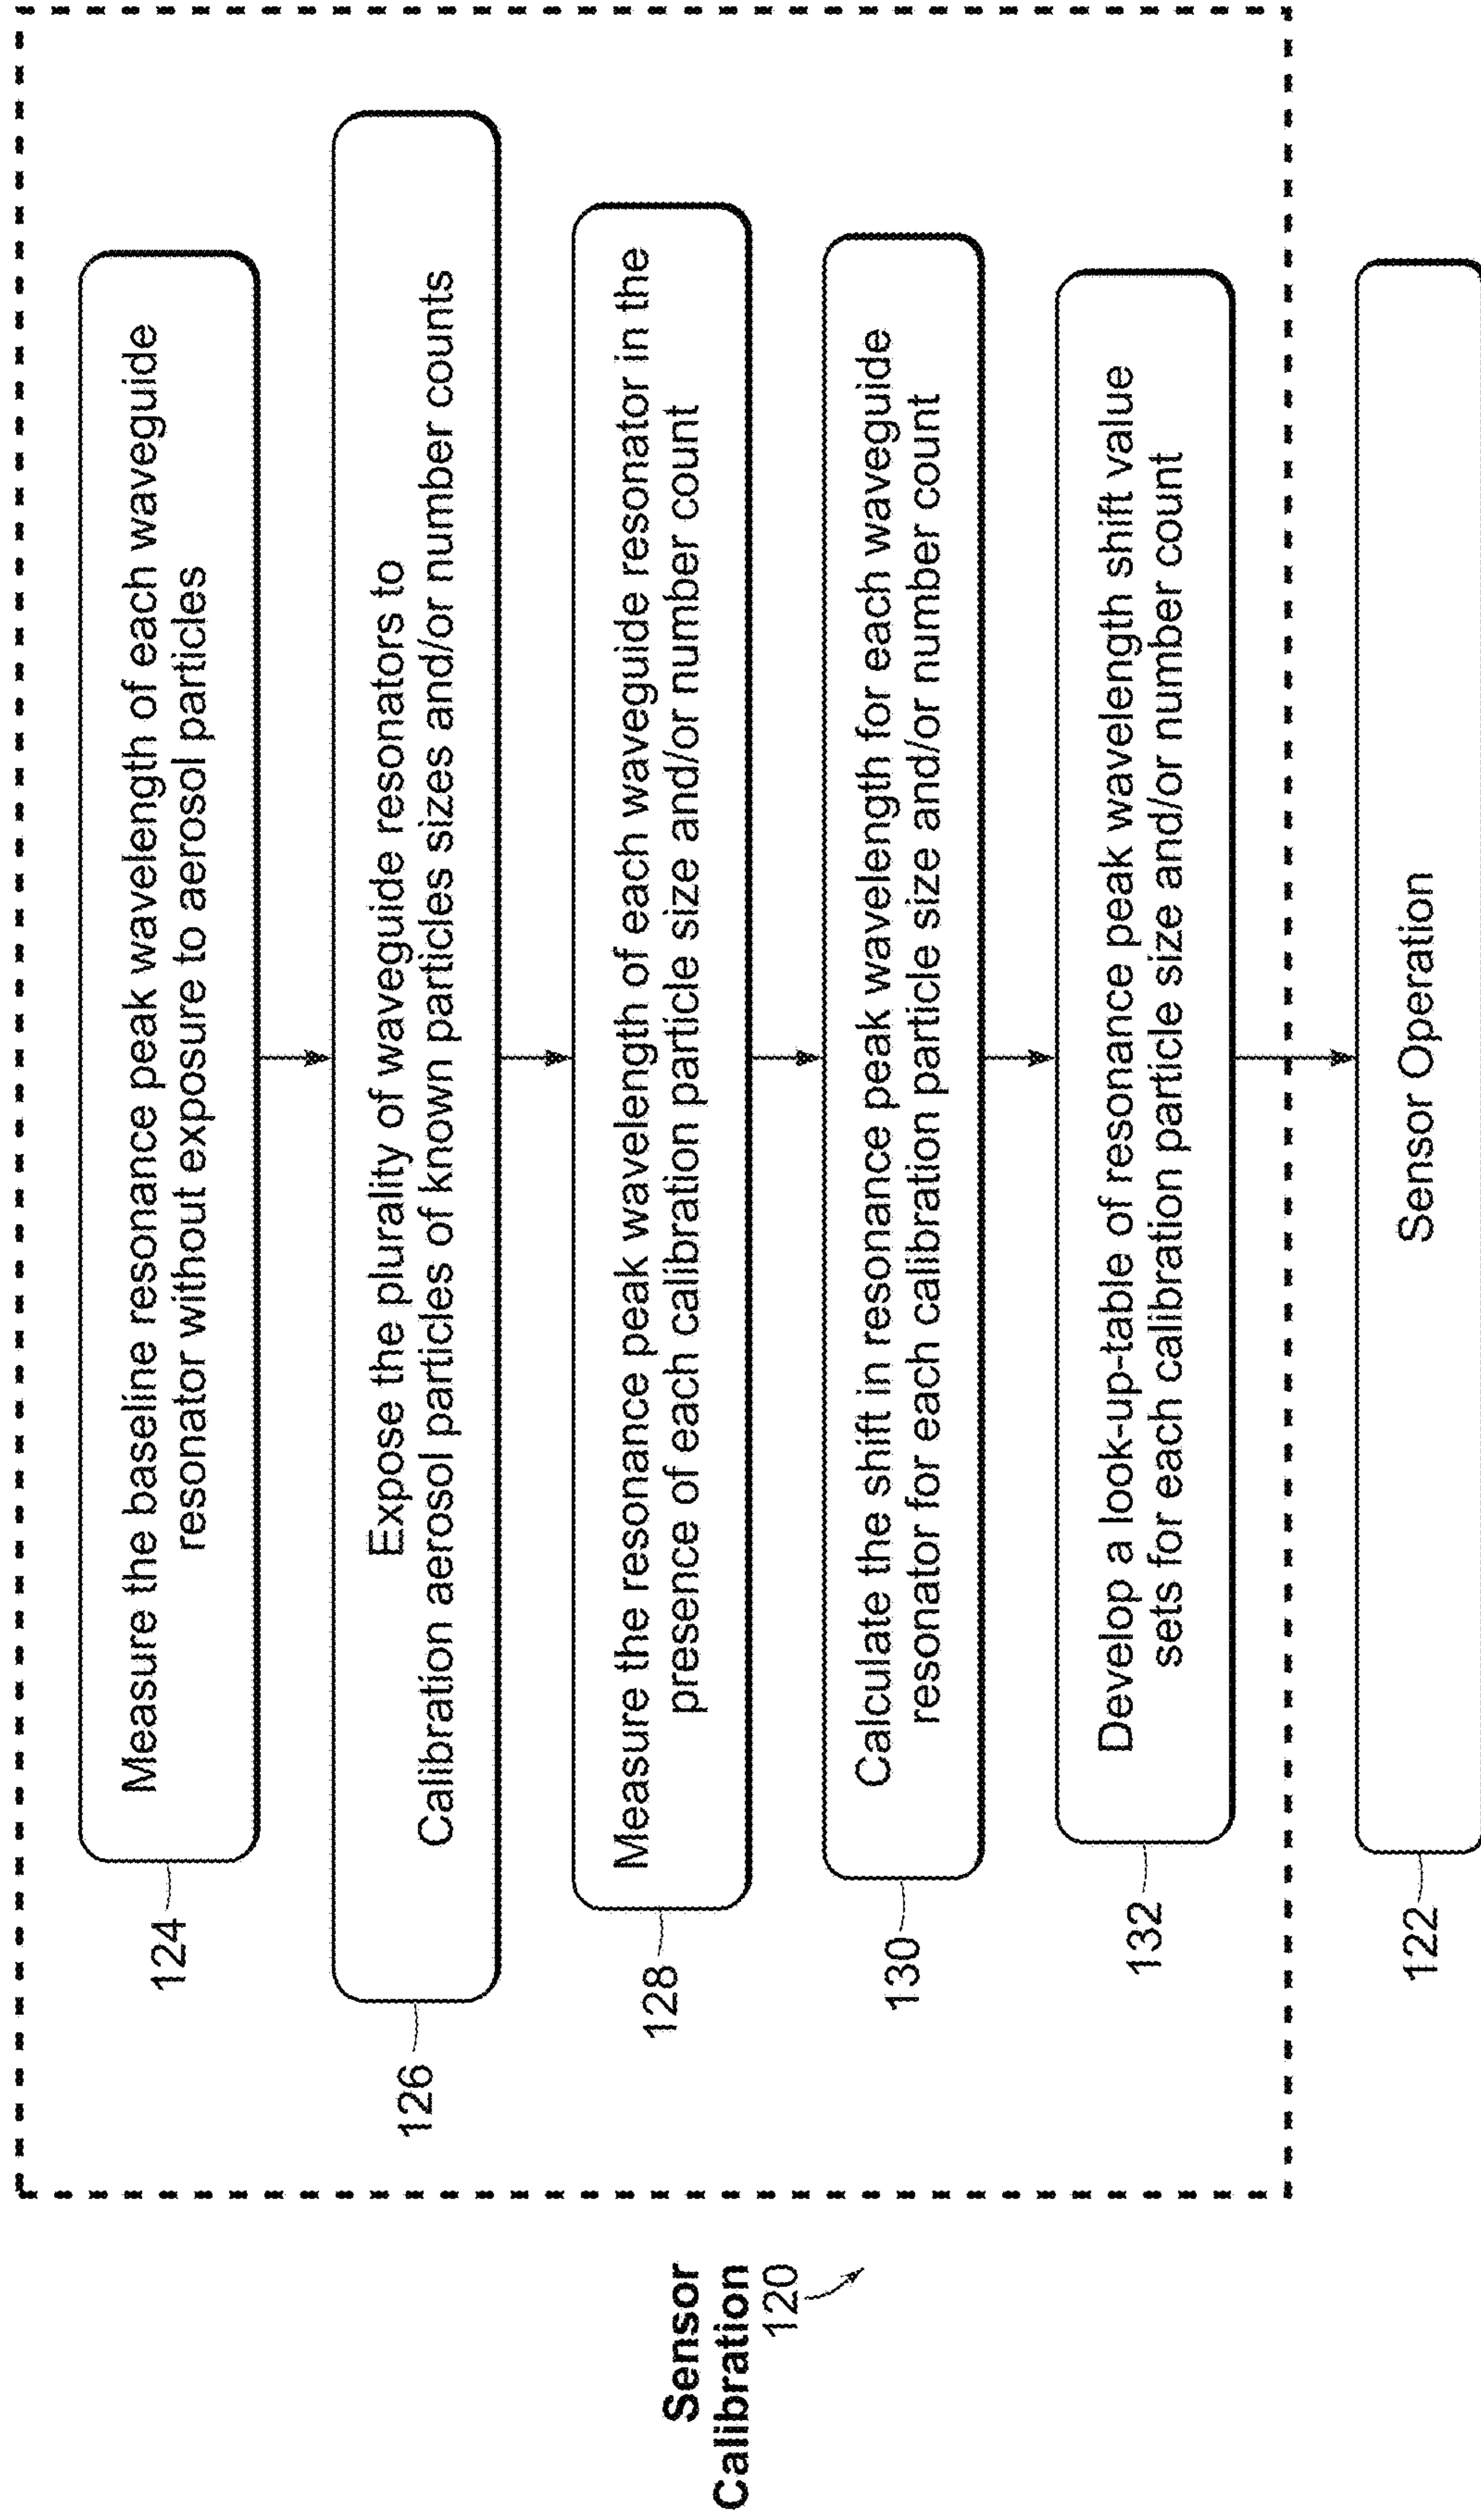 Sensor
Calibration
120
124
Measure the baseline resonance peak wavelength of each waveguide
resonator without exposure to aerosol particles
126
Expose the plurality of waveguide resonators to
Calibration aerosol particles of known particles sizes and/or number counts
128
Measure the resonance peak wavelength of each waveguide resonator in the
presence of each calibration particle size and/or number count
130
Calculate the shift in resonance peak wavelength for each waveguide
resonator for each calibration particle size and/or number count
132
Develop a look-up-table of resonance peak wavelength shift value
sets for each calibration particle size and/or number count
122
Sensor Operation